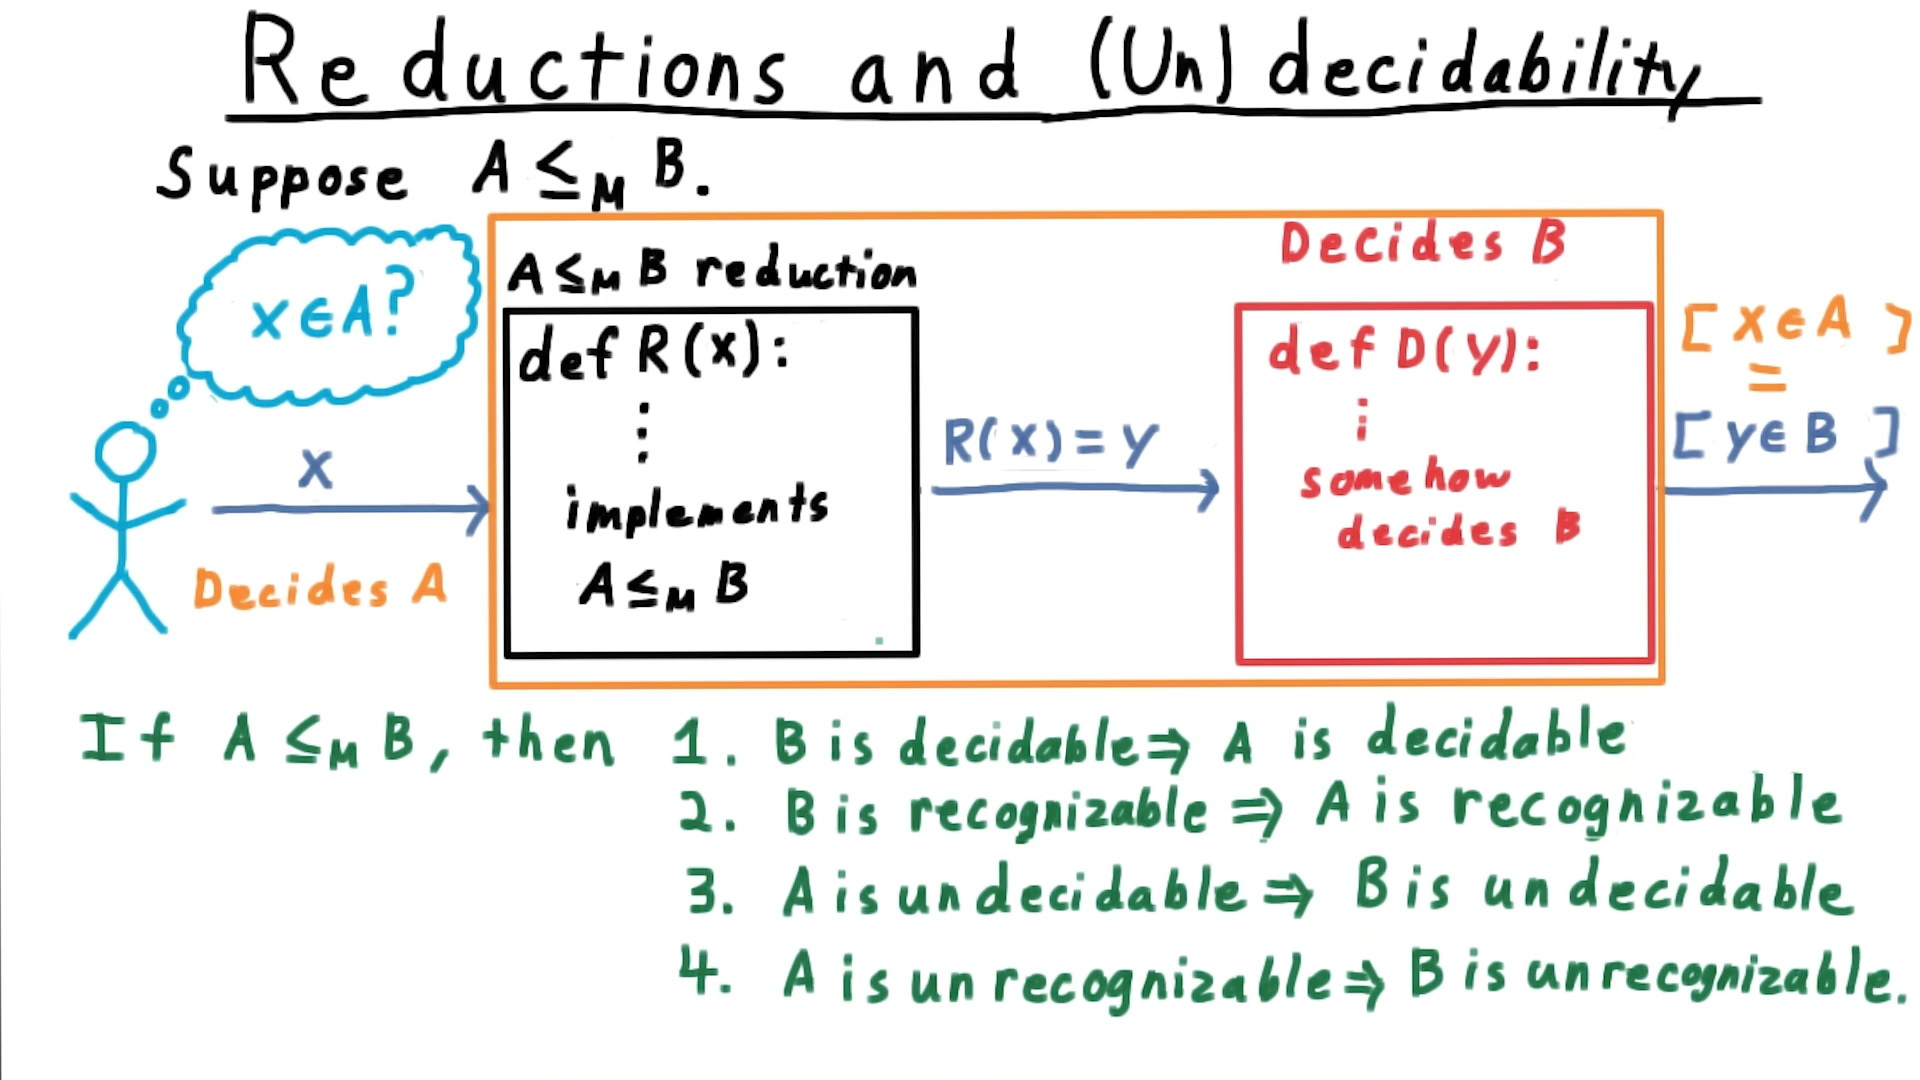 Reductions and (Un)decidability
Suppose A ≤M B.
x ∈ A?
x
Decides A
A ≤M B reduction
def R(x):
⋮
implements
A ≤M B
R(x) = y
Decides B
def D(y):
⋮
somehow
decides B
[ x ∈ A ]
=
[ y ∈ B ]
If A ≤M B, then 1. B is decidable ⇒ A is decidable
2. B is recognizable ⇒ A is recognizable
3. A is undecidable ⇒ B is undecidable
4. A is unrecognizable ⇒ B is unrecognizable.